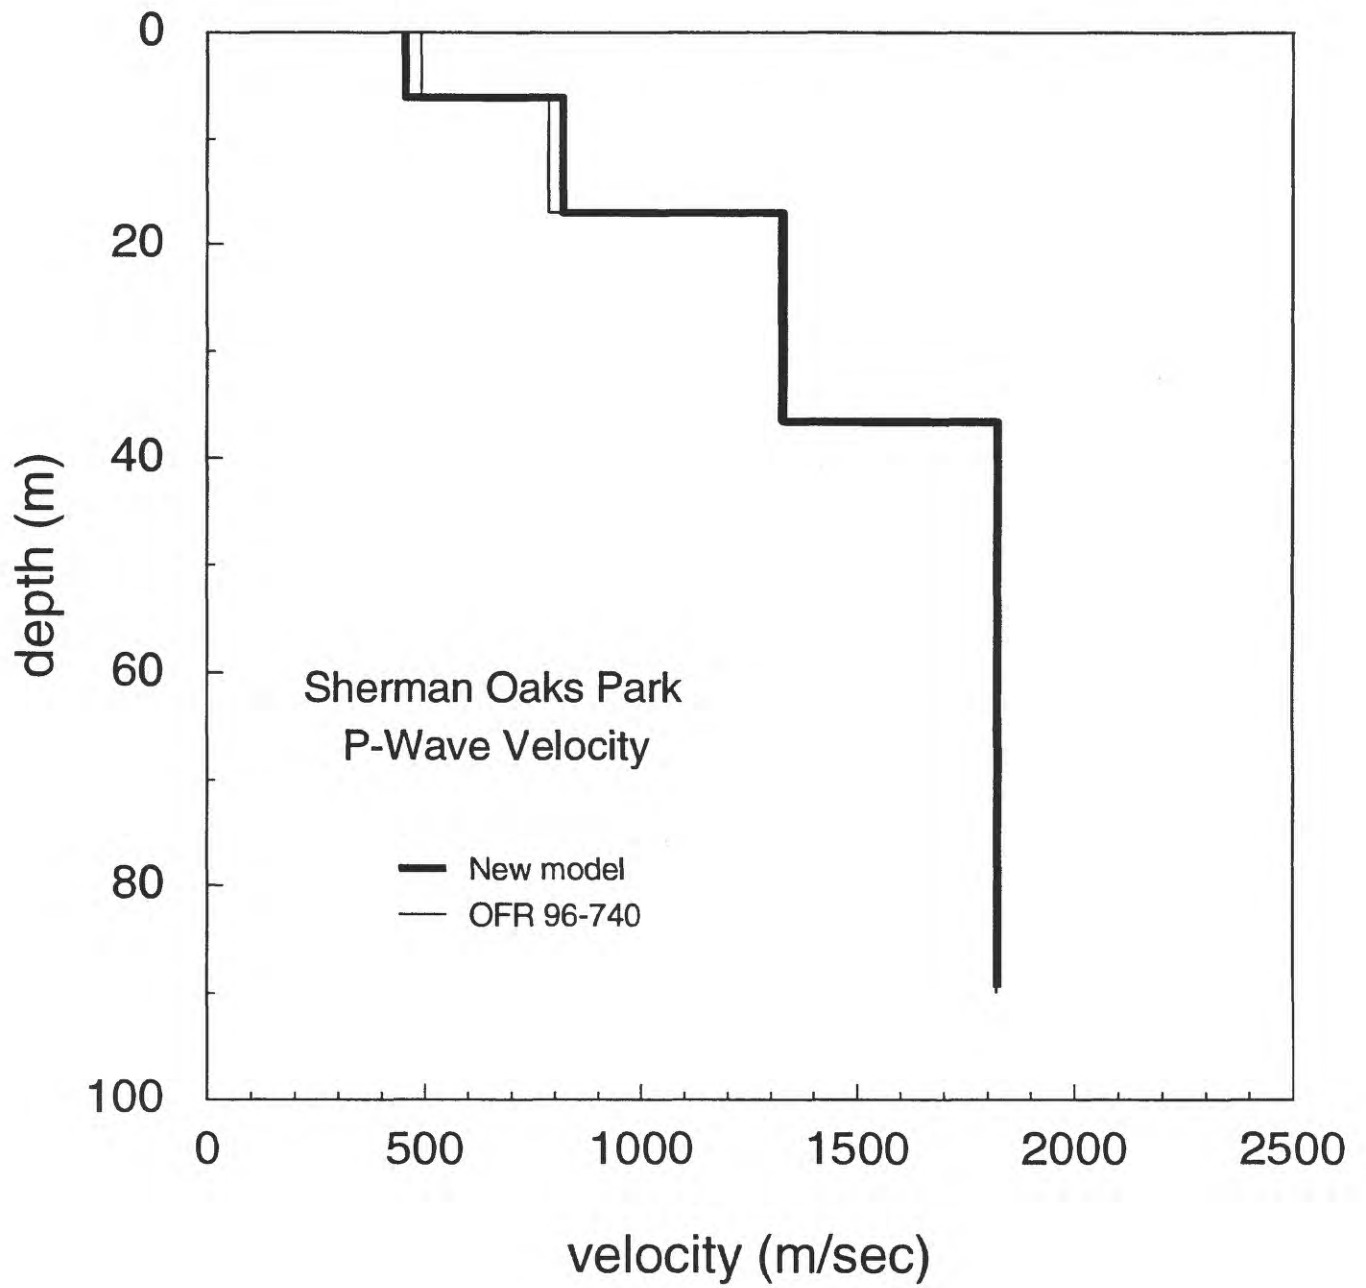 0
20
40
60
80
100
depth (m)
Sherman Oaks Park
P-Wave Velocity
New model
OFR 96-740
0 500 1000 1500 2000 2500
velocity (m/sec)